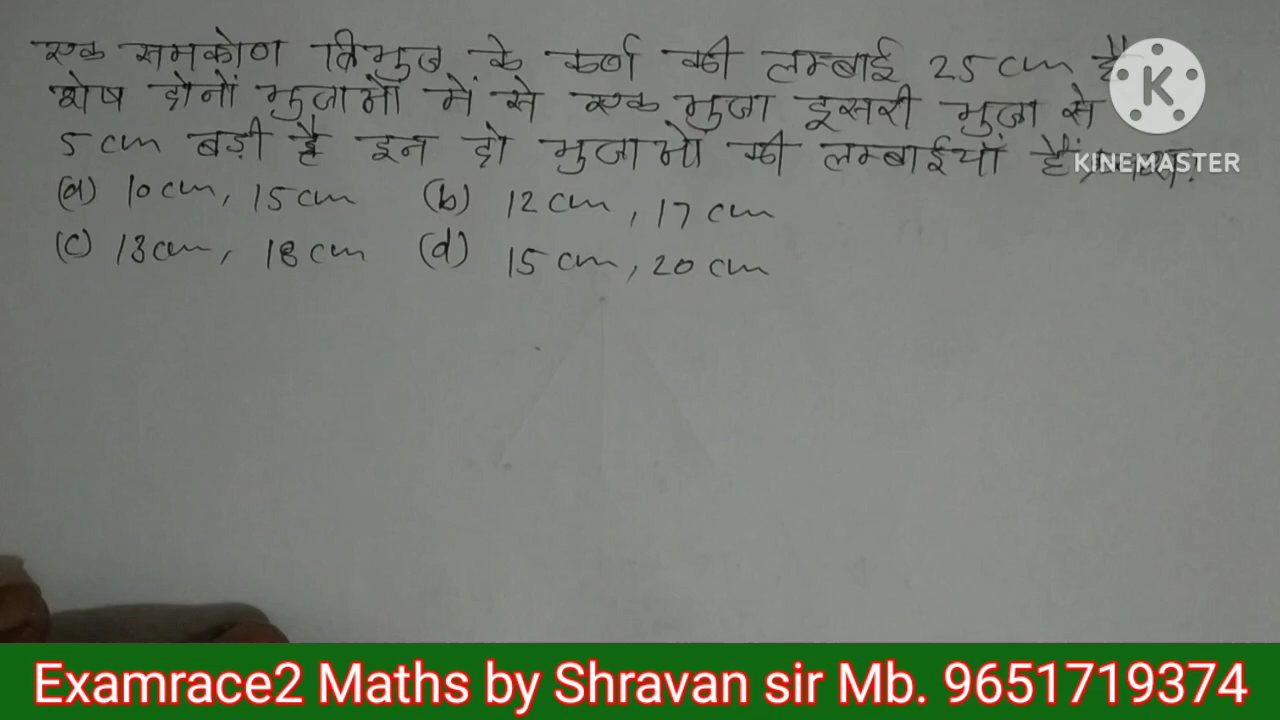 एक समकोण त्रिभुज के कर्ण की लम्बाई 25 cm है
शेष दोनों भुजाओं में से एक भुजा दूसरी भुजा से
5 cm बड़ी है इन दो भुजाओं की लम्बाईयां हैं
(a) 10 cm, 15 cm (b) 12 cm, 17 cm
(c) 13 cm, 18 cm (d) 15 cm, 20 cm
K
KINEMASTER
Examrace2 Maths by Shravan sir Mb. 9651719374